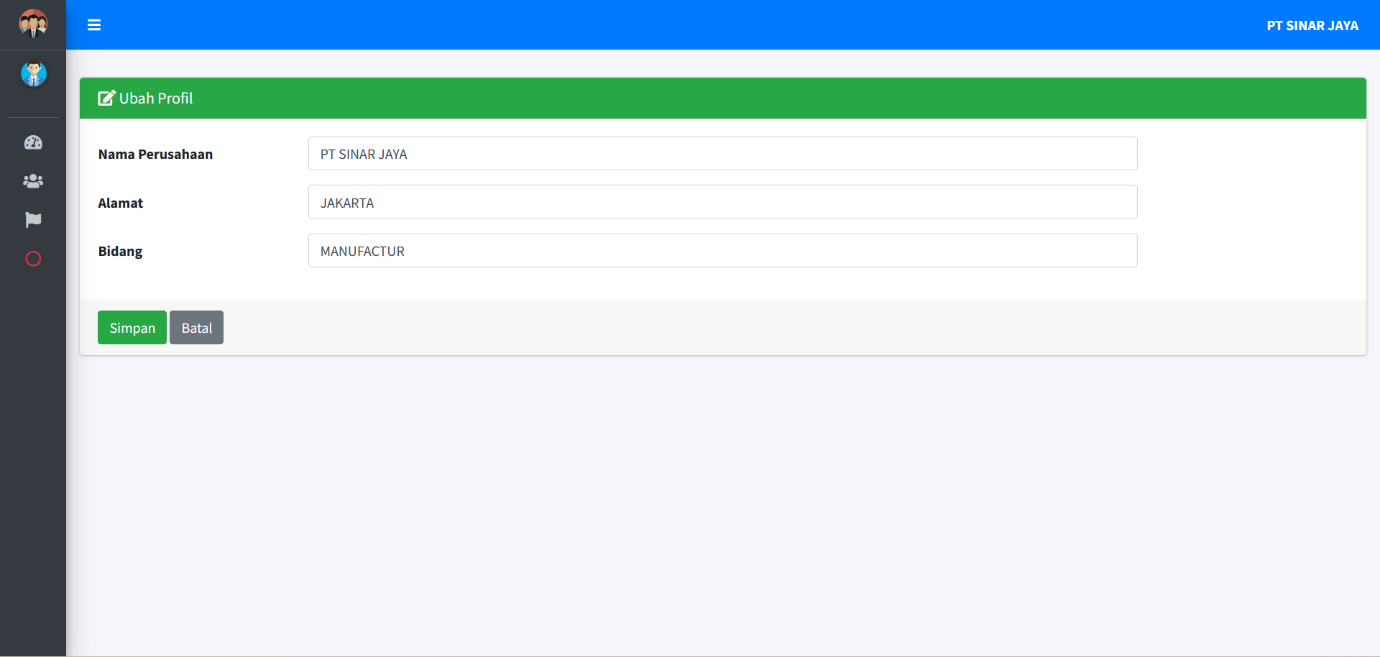 PT SINAR JAYA
Ubah Profil
Nama Perusahaan
PT SINAR JAYA
Alamat
JAKARTA
Bidang
MANUFACTUR
Simpan
Batal